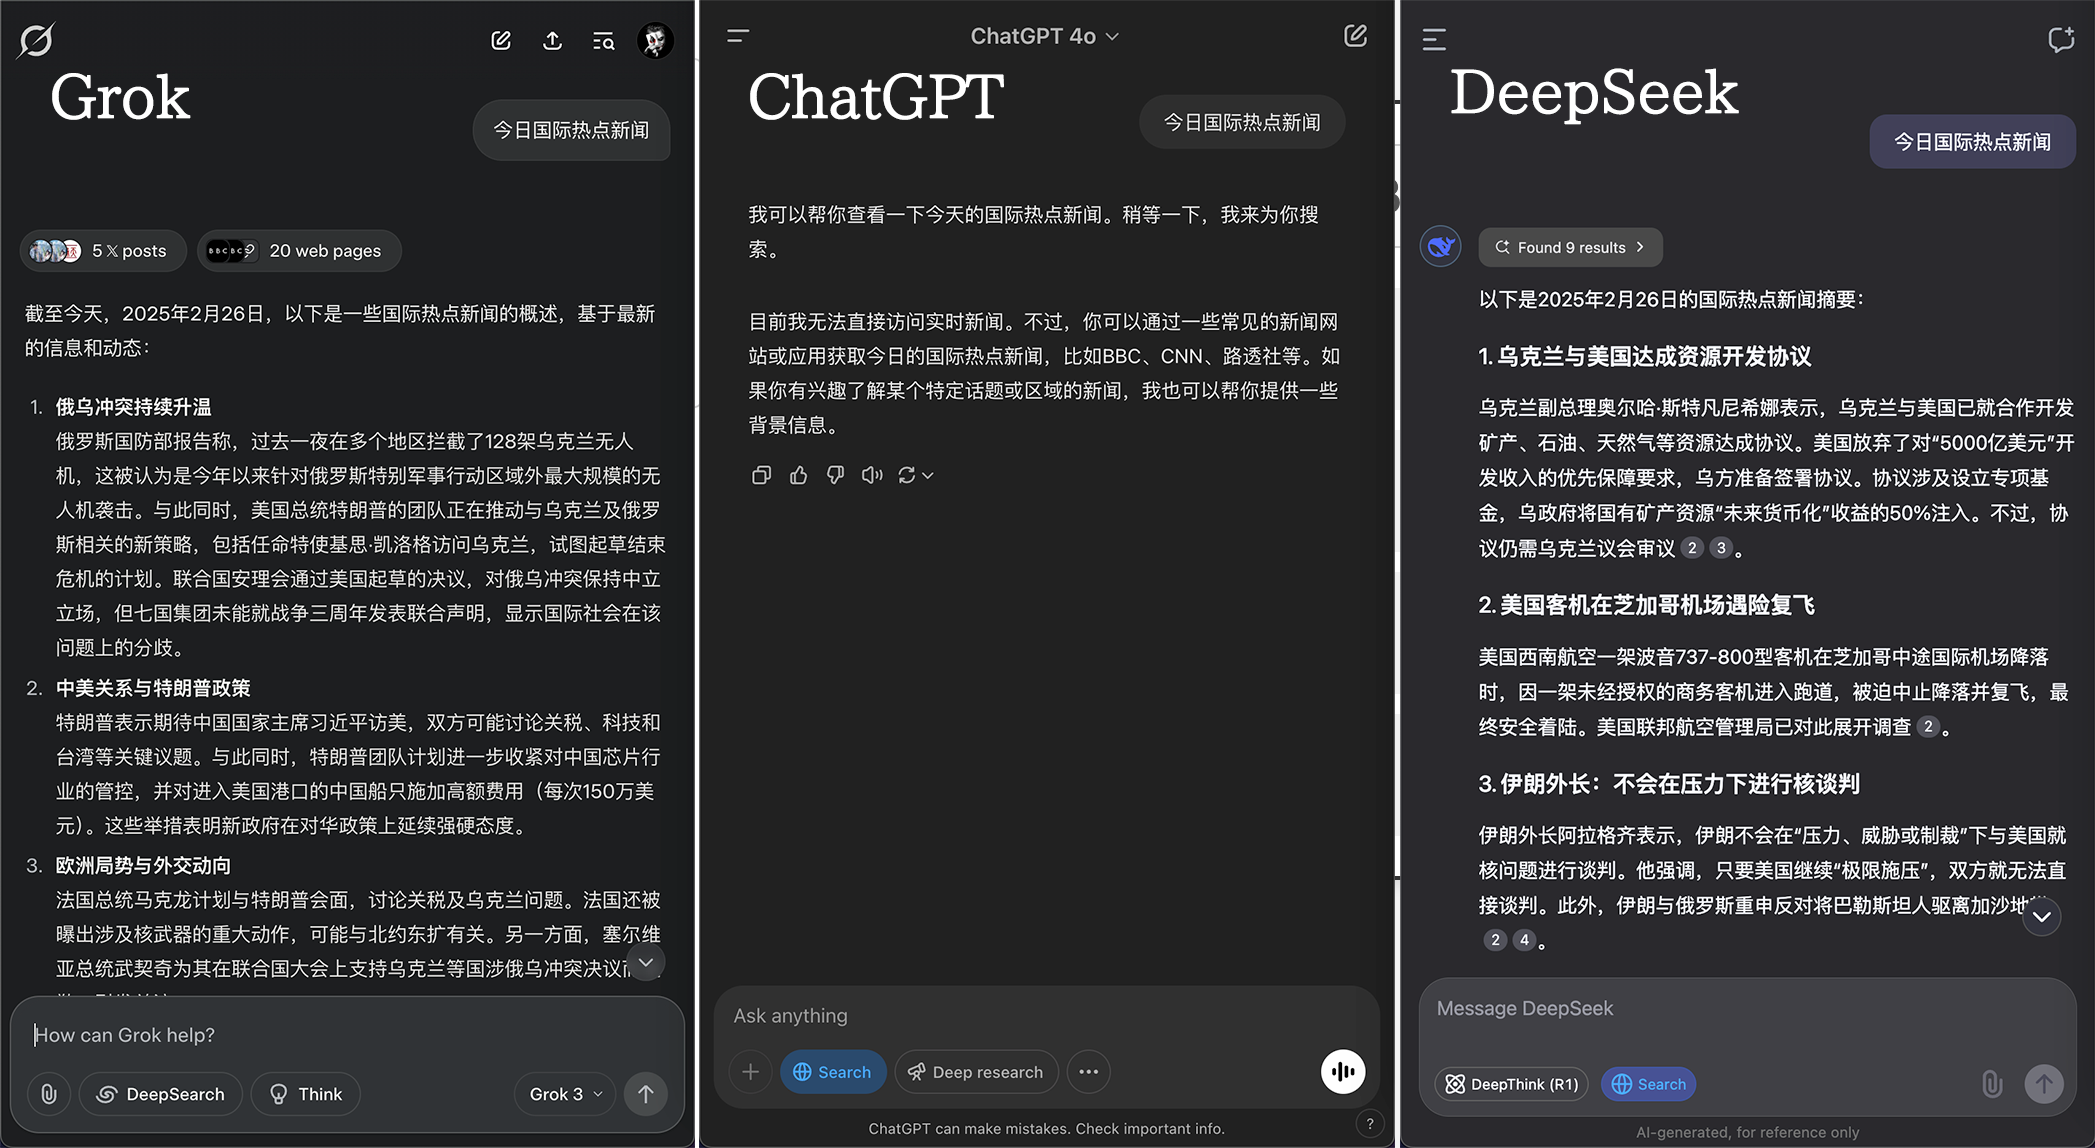 Grok
今日国际热点新闻
5 𝕏 posts
20 web pages
截至今天，2025年2月26日，以下是一些国际热点新闻的概述，基于最新
的信息和动态：
1. 俄乌冲突持续升温
俄罗斯国防部报告称，过去一夜在多个地区拦截了128架乌克兰无人
机，这被认为是今年以来针对俄罗斯特别军事行动区域外最大规模的无
人机袭击。与此同时，美国总统特朗普的团队正在推动与乌克兰及俄罗
斯相关的新策略，包括任命特使基思·凯洛格访问乌克兰，试图起草结束
危机的计划。联合国安理会通过美国起草的决议，对俄乌冲突保持中立
立场，但七国集团未能就战争三周年发表联合声明，显示国际社会在该
问题上的分歧。
2. 中美关系与特朗普政策
特朗普表示期待中国国家主席习近平访美，双方可能讨论关税、科技和
台湾等关键议题。与此同时，特朗普团队计划进一步收紧对中国芯片行
业的管控，并对进入美国港口的中国船只施加高额费用（每次150万美
元）。这些举措表明新政府在对华政策上延续强硬态度。
3. 欧洲局势与外交动向
法国总统马克龙计划与特朗普会面，讨论关税及乌克兰问题。法国还被
曝出涉及核武器的重大动作，可能与北约东扩有关。另一方面，塞尔维
亚总统武契奇为其在联合国大会上支持乌克兰等国涉俄乌冲突决议
How can Grok help?
DeepSearch
Think
Grok 3
ChatGPT 4o
ChatGPT
今日国际热点新闻
我可以帮你查看一下今天的国际热点新闻。稍等一下，我来为你搜
索。
目前我无法直接访问实时新闻。不过，你可以通过一些常见的新闻网
站或应用获取今日的国际热点新闻，比如BBC、CNN、路透社等。如
果你有兴趣了解某个特定话题或区域的新闻，我也可以帮你提供一些
背景信息。
Ask anything
Search
Deep research
ChatGPT can make mistakes. Check important info.
?
DeepSeek
今日国际热点新闻
Found 9 results
以下是2025年2月26日的国际热点新闻摘要：
1. 乌克兰与美国达成资源开发协议
乌克兰副总理奥尔哈·斯特凡尼希娜表示，乌克兰与美国已就合作开发
矿产、石油、天然气等资源达成协议。美国放弃了对“5000亿美元”开
发收入的优先保障要求，乌方准备签署协议。协议涉及设立专项基
金，乌政府将国有矿产资源“未来货币化”收益的50%注入。不过，协
议仍需乌克兰议会审议 2 3 。
2. 美国客机在芝加哥机场遇险复飞
美国西南航空一架波音737-800型客机在芝加哥中途国际机场降落
时，因一架未经授权的商务客机进入跑道，被迫中止降落并复飞，最
终安全着陆。美国联邦航空管理局已对此展开调查 2 。
3. 伊朗外长：不会在压力下进行核谈判
伊朗外长阿拉格齐表示，伊朗不会在“压力、威胁或制裁”下与美国就
核问题进行谈判。他强调，只要美国继续“极限施压”，双方就无法直
接谈判。此外，伊朗与俄罗斯重申反对将巴勒斯坦人驱离加沙地
2 4 。
Message DeepSeek
DeepThink (R1)
Search
AI-generated, for reference only